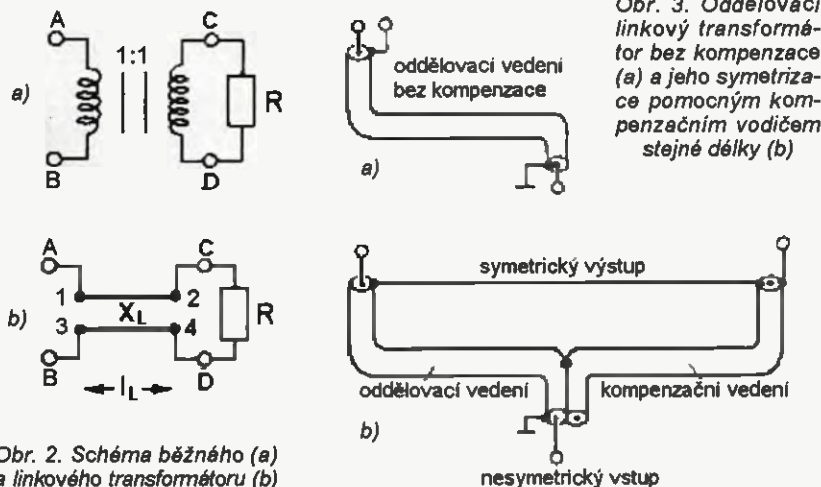 A
C
1:1
a)
R
B
D
A
C
1
2
X_L
b)
R
3
4
B
D
l_L
Obr. 2. Schéma běžného (a)
a linkového transformátoru (b)
oddělovací vedení
bez kompenzace
a)
Obr. 3. Oddělovací
linkový transformá-
tor bez kompenzace
(a) a jeho symetriza-
ce pomocným kom-
penzačním vodičem
stejné délky (b)
symetrický výstup
oddělovací vedení
kompenzační vedení
b)
nesymetrický vstup